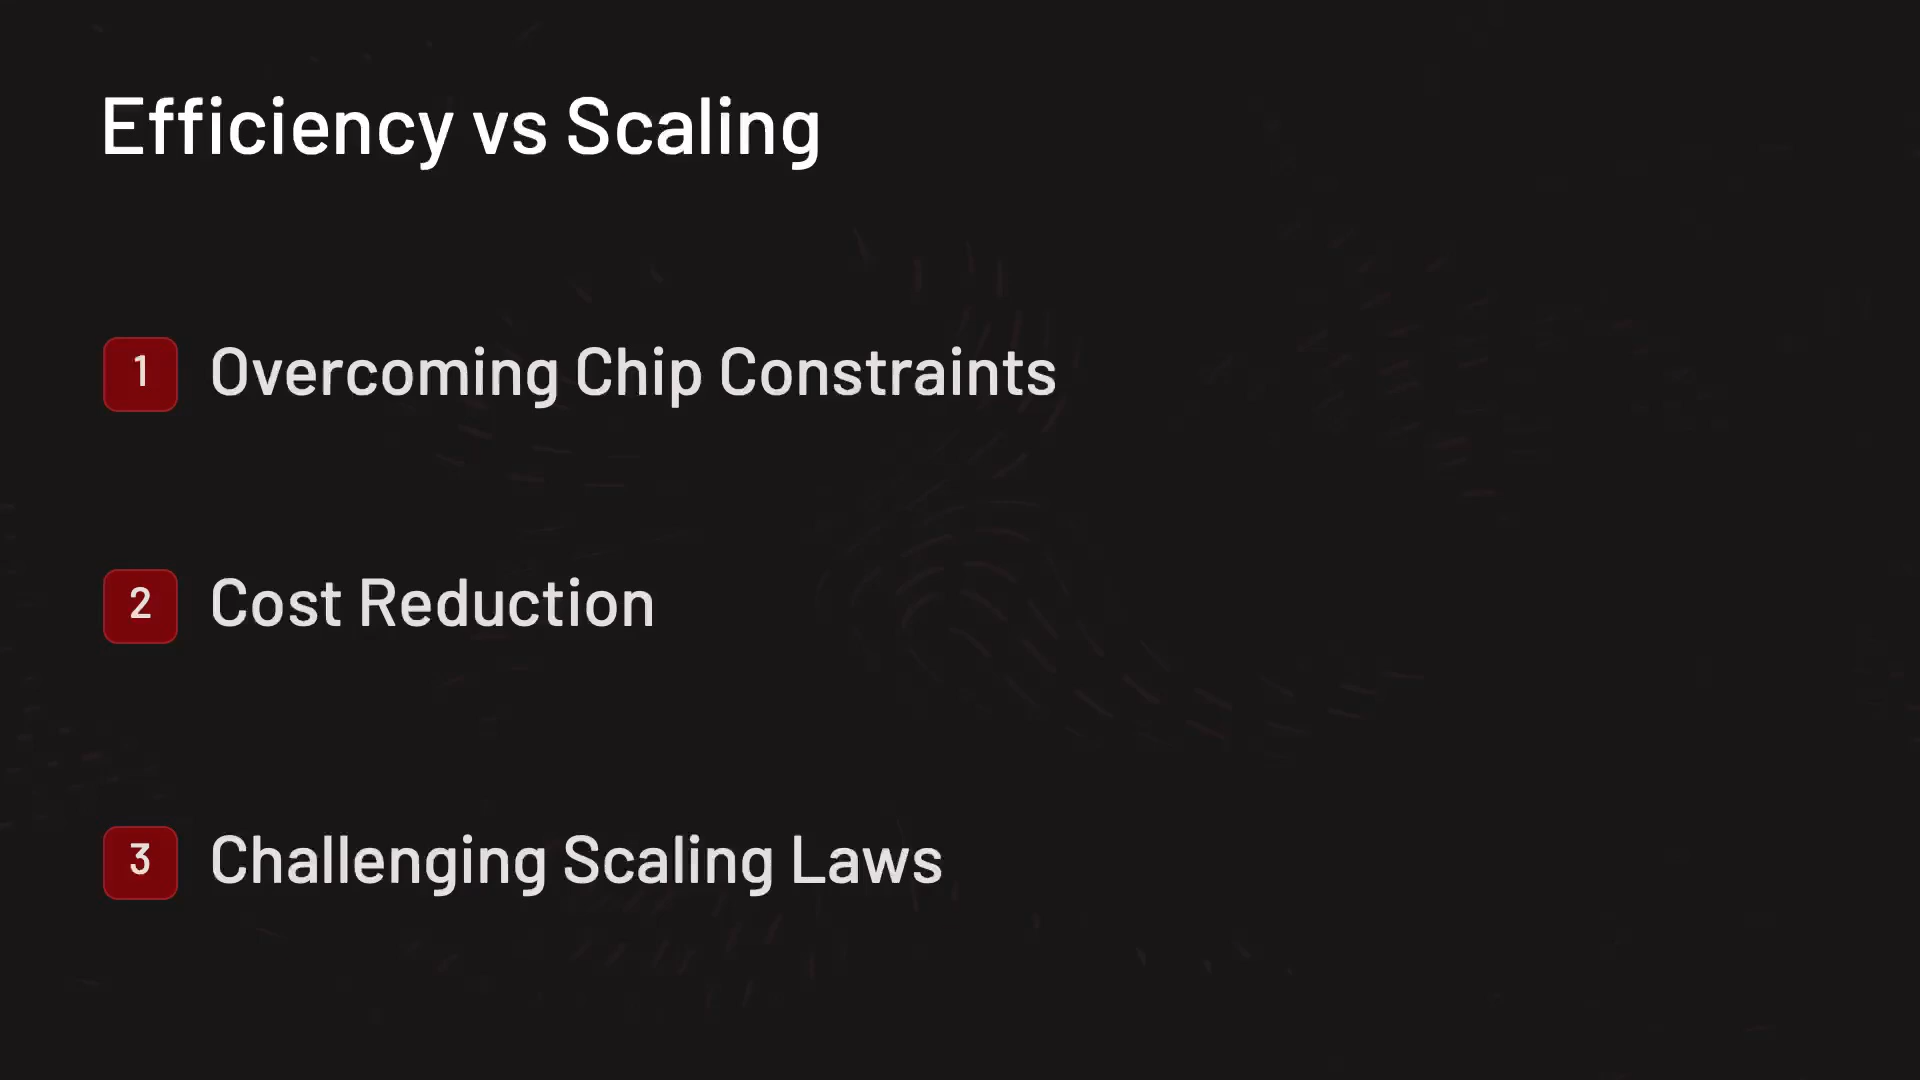 Efficiency vs Scaling
1 Overcoming Chip Constraints
2 Cost Reduction
3 Challenging Scaling Laws